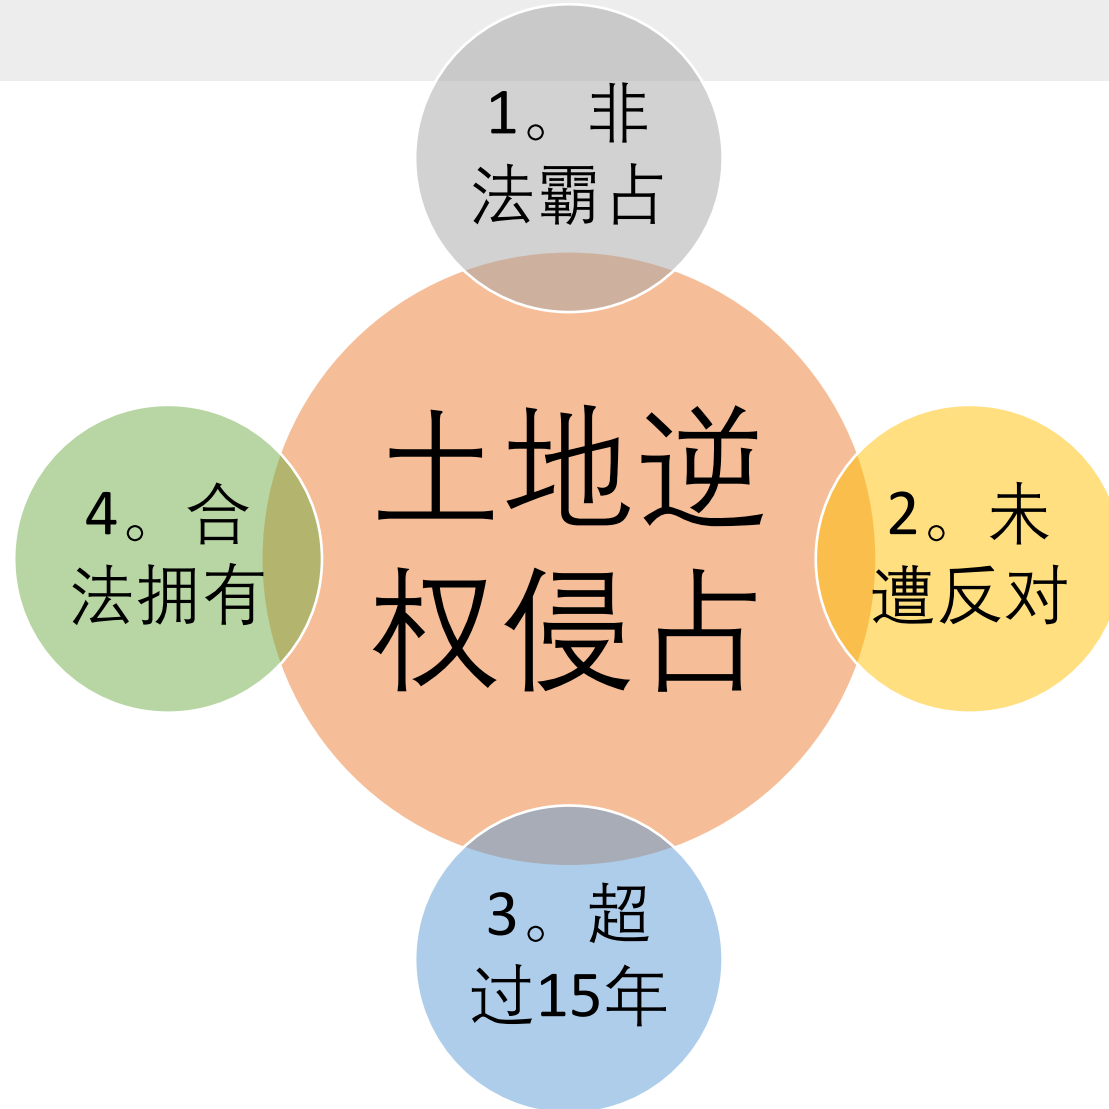 1。非
法霸占
土地逆
权侵占
2。未
遭反对
3。超
过15年
4。合
法拥有